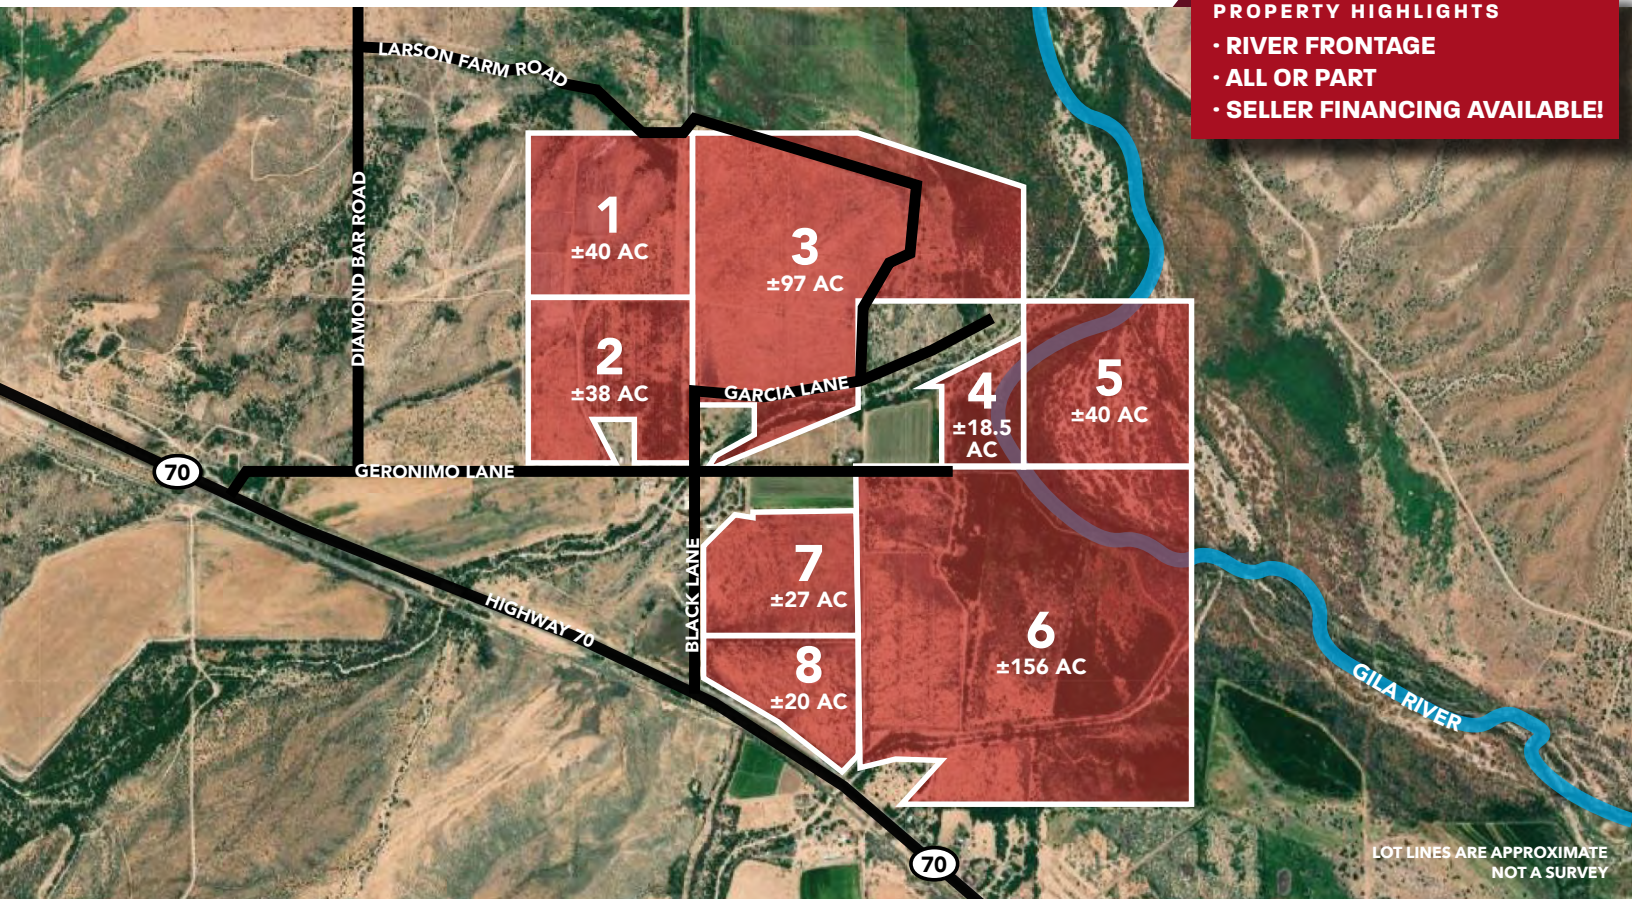 PROPERTY HIGHLIGHTS
· RIVER FRONTAGE
· ALL OR PART
· SELLER FINANCING AVAILABLE!
LARSON FARM ROAD
DIAMOND BAR ROAD
1
±40 AC
3
±97 AC
2
±38 AC
GARCIA LANE
4
±18.5
AC
5
±40 AC
70
GERONIMO LANE
HIGHWAY 70
BLACK LANE
7
±27 AC
8
±20 AC
6
±156 AC
GILA RIVER
70
LOT LINES ARE APPROXIMATE
NOT A SURVEY